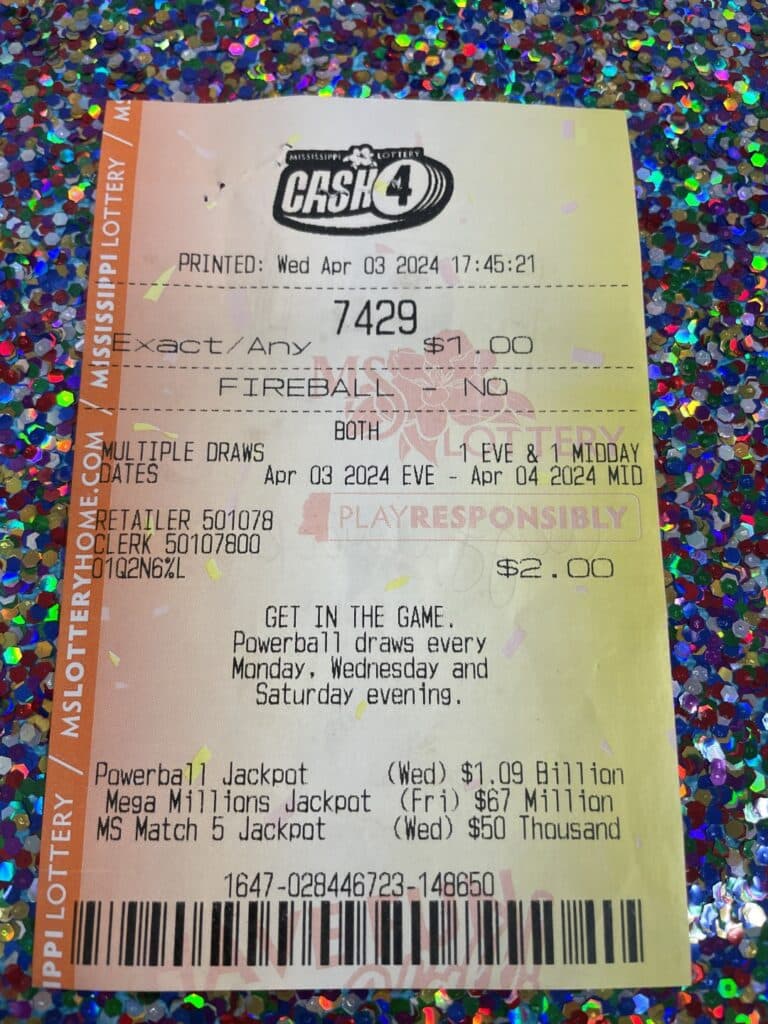 MISSISSIPPI LOTTERY
CASH 4
PRINTED: Wed Apr 03 2024 17:45:21
7429
Exact/Any $1.00
FIREBALL - NO
MS
LOTTERY
BOTH
MULTIPLE DRAWS 1 EVE & 1 MIDDAY
DATES Apr 03 2024 EVE - Apr 04 2024 MID
PLAY RESPONSIBLY
RETAILER 501078
CLERK 50107800
01Q2N6%L $2.00
GET IN THE GAME.
Powerball draws every
Monday, Wednesday and
Saturday evening.
Powerball Jackpot (Wed) $1.09 Billion
Mega Millions Jackpot (Fri) $67 Million
MS Match 5 Jackpot (Wed) $50 Thousand
1647-028446723-148650
IPPI LOTTERY / MSLOTTERYHOME.COM / MISSISSIPPI LOTTERY / MS